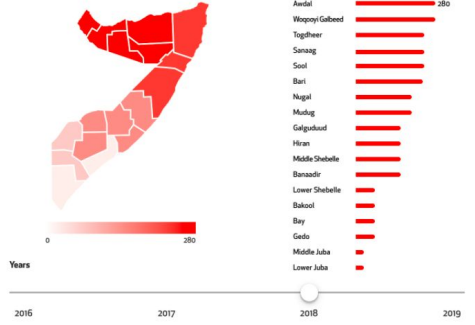 Awdal 280
Woqooyi Galbeed
Togdheer
Sanaag
Sool
Bari
Nugal
Mudug
Galguduud
Hiran
Middle Shebelle
Banaadir
Lower Shebelle
Bakool
Bay
Gedo
Middle Juba
Lower Juba
0 280
Years
2016 2017 2018 2019